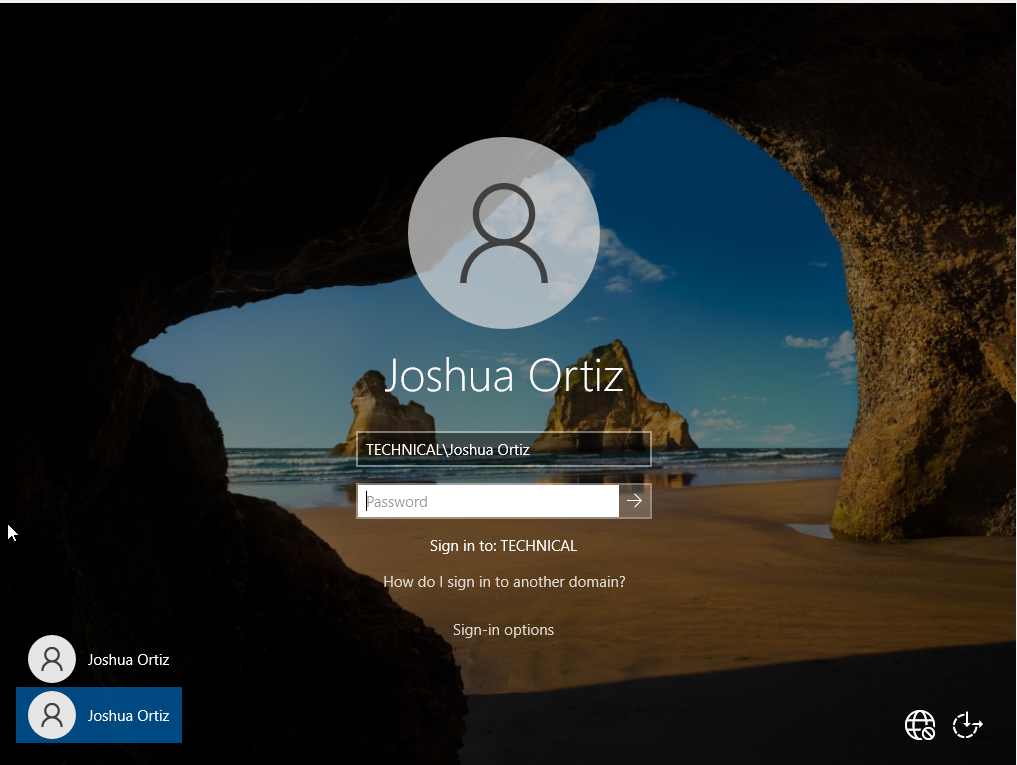 Joshua Ortiz
TECHNICAL\Joshua Ortiz
Password
Sign in to: TECHNICAL
How do I sign in to another domain?
Sign-in options
Joshua Ortiz
Joshua Ortiz